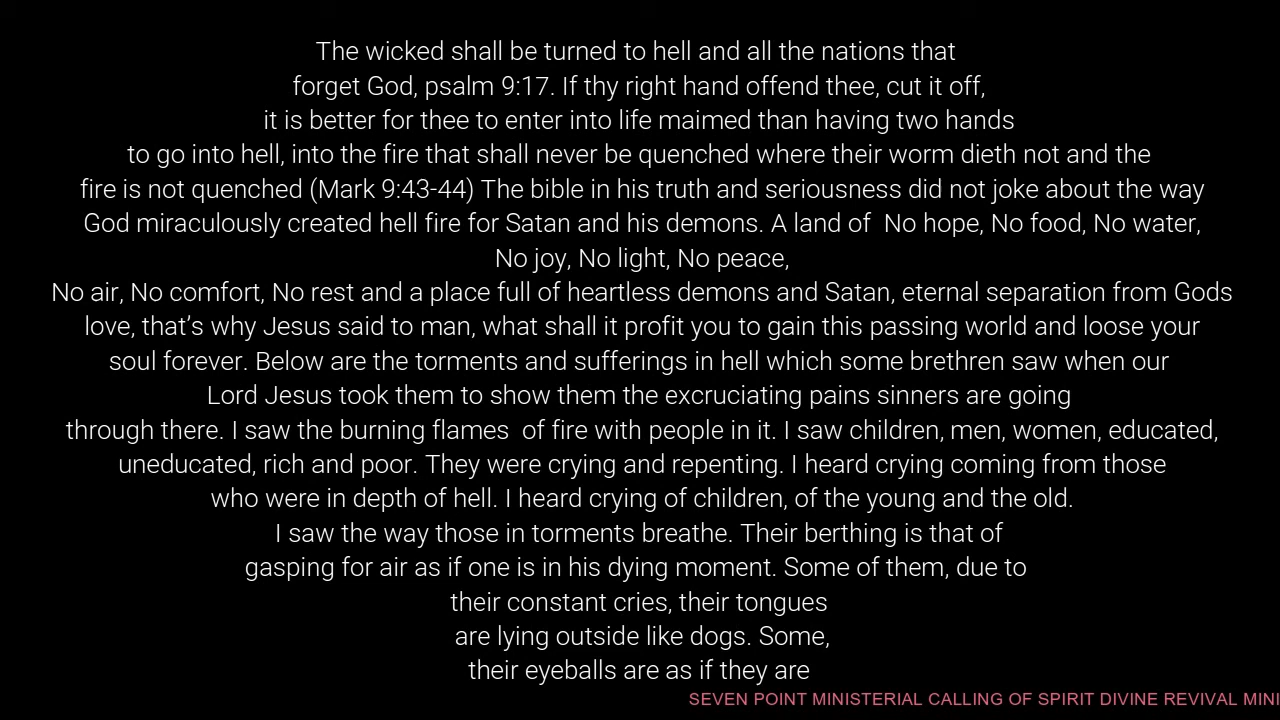 The wicked shall be turned to hell and all the nations that
forget God, psalm 9:17. If thy right hand offend thee, cut it off,
it is better for thee to enter into life maimed than having two hands
to go into hell, into the fire that shall never be quenched where their worm dieth not and the
fire is not quenched (Mark 9:43-44) The bible in his truth and seriousness did not joke about the way
God miraculously created hell fire for Satan and his demons. A land of  No hope, No food, No water,
No joy, No light, No peace,
No air, No comfort, No rest and a place full of heartless demons and Satan, eternal separation from Gods
love, that’s why Jesus said to man, what shall it profit you to gain this passing world and loose your
soul forever. Below are the torments and sufferings in hell which some brethren saw when our
Lord Jesus took them to show them the excruciating pains sinners are going
through there. I saw the burning flames  of fire with people in it. I saw children, men, women, educated,
uneducated, rich and poor. They were crying and repenting. I heard crying coming from those
who were in depth of hell. I heard crying of children, of the young and the old.
I saw the way those in torments breathe. Their berthing is that of
gasping for air as if one is in his dying moment. Some of them, due to
their constant cries, their tongues
are lying outside like dogs. Some,
their eyeballs are as if they are
SEVEN POINT MINISTERIAL CALLING OF SPIRIT DIVINE REVIVAL MINI